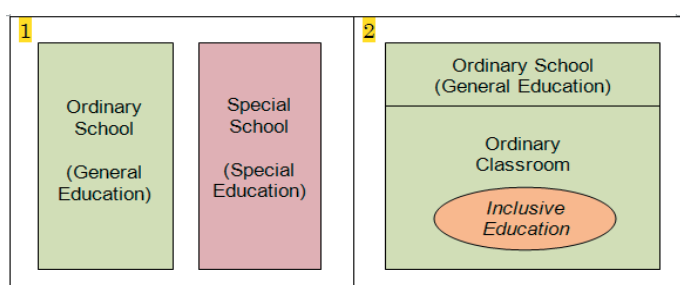 1
Ordinary
School
(General
Education)
Special
School
(Special
Education)
2
Ordinary School
(General Education)
Ordinary
Classroom
Inclusive
Education